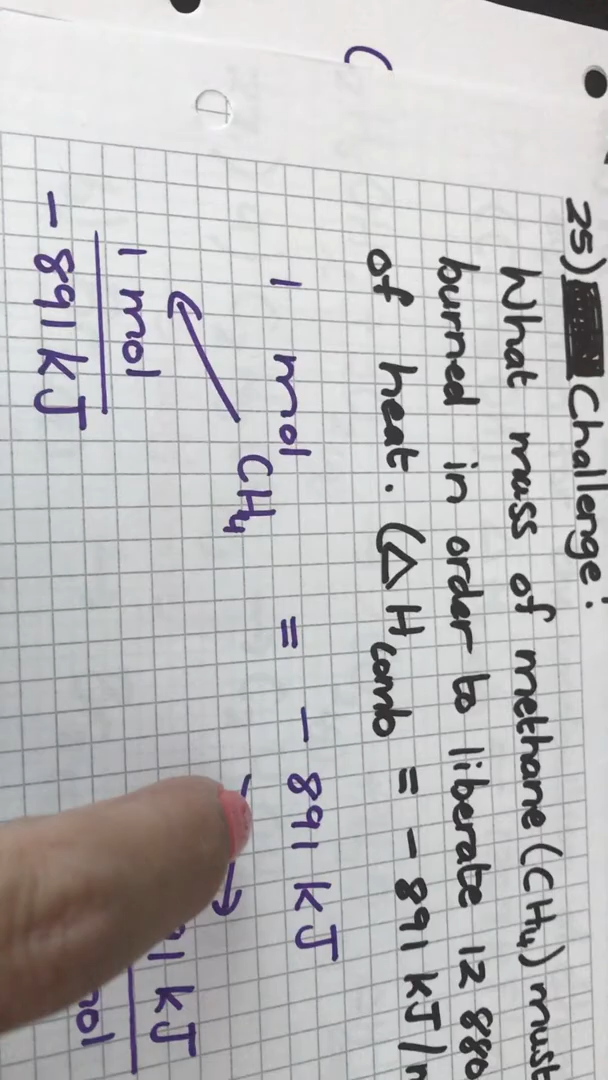 25) Challenge:
What mass of methane (CH₄) must
burned in order to liberate 12 880
of heat. (ΔH comb = -891 kJ/
1 mol CH₄ = - 891 kJ
1 mol
- 891 kJ
91 kJ
mol